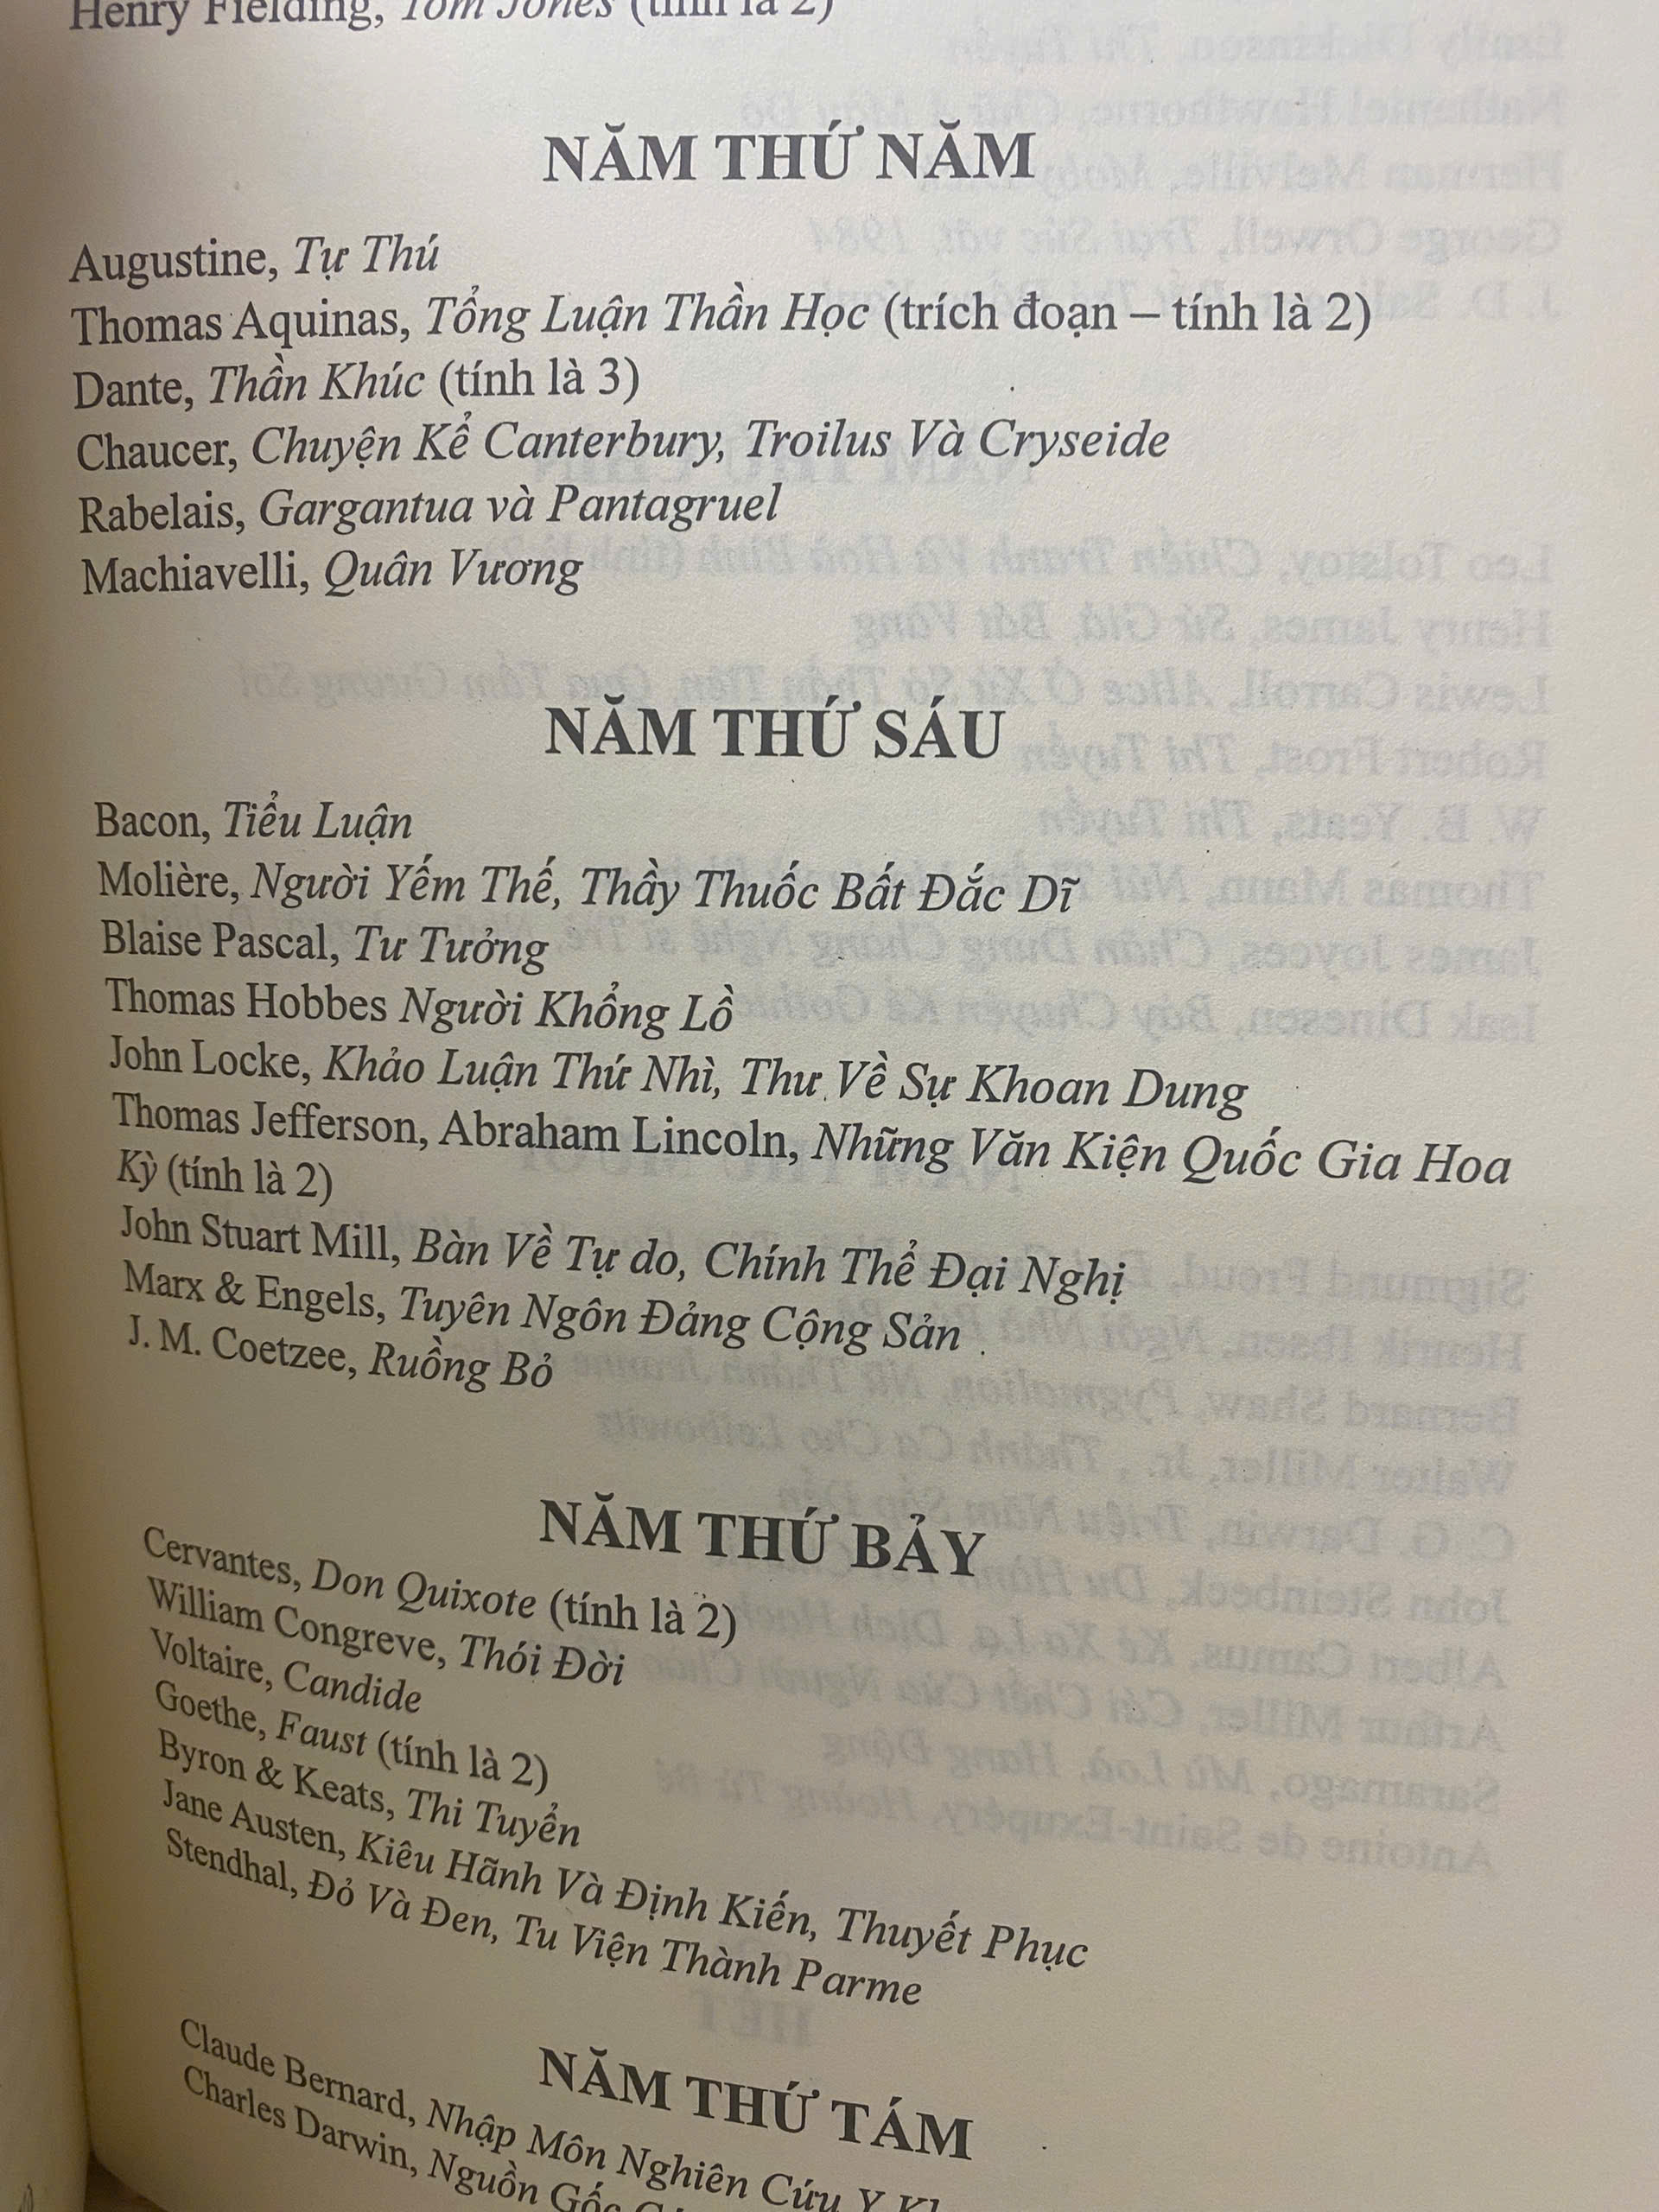 Henry Fielding, Tom Jones (tính là 2)
NĂM THỨ NĂM
Augustine, Tự Thú
Thomas Aquinas, Tổng Luận Thần Học (trích đoạn – tính là 2)
Dante, Thần Khúc (tính là 3)
Chaucer, Chuyện Kể Canterbury, Troilus Và Cryseide
Rabelais, Gargantua và Pantagruel
Machiavelli, Quân Vương
NĂM THỨ SÁU
Bacon, Tiểu Luận
Molière, Người Yếm Thế, Thầy Thuốc Bất Đắc Dĩ
Blaise Pascal, Tư Tưởng
Thomas Hobbes Người Khổng Lồ
John Locke, Khảo Luận Thứ Nhì, Thư Về Sự Khoan Dung
Thomas Jefferson, Abraham Lincoln, Những Văn Kiện Quốc Gia Hoa
Kỳ (tính là 2)
John Stuart Mill, Bàn Về Tự do, Chính Thể Đại Nghị
Marx & Engels, Tuyên Ngôn Đảng Cộng Sản
J. M. Coetzee, Ruồng Bỏ
NĂM THỨ BẢY
Cervantes, Don Quixote (tính là 2)
William Congreve, Thói Đời
Voltaire, Candide
Goethe, Faust (tính là 2)
Byron & Keats, Thi Tuyển
Jane Austen, Kiêu Hãnh Và Định Kiến, Thuyết Phục
Stendhal, Đỏ Và Đen, Tu Viện Thành Parme
NĂM THỨ TÁM
Claude Bernard, Nhập Môn Nghiên Cứu Y
Charles Darwin, Nguồn Gốc